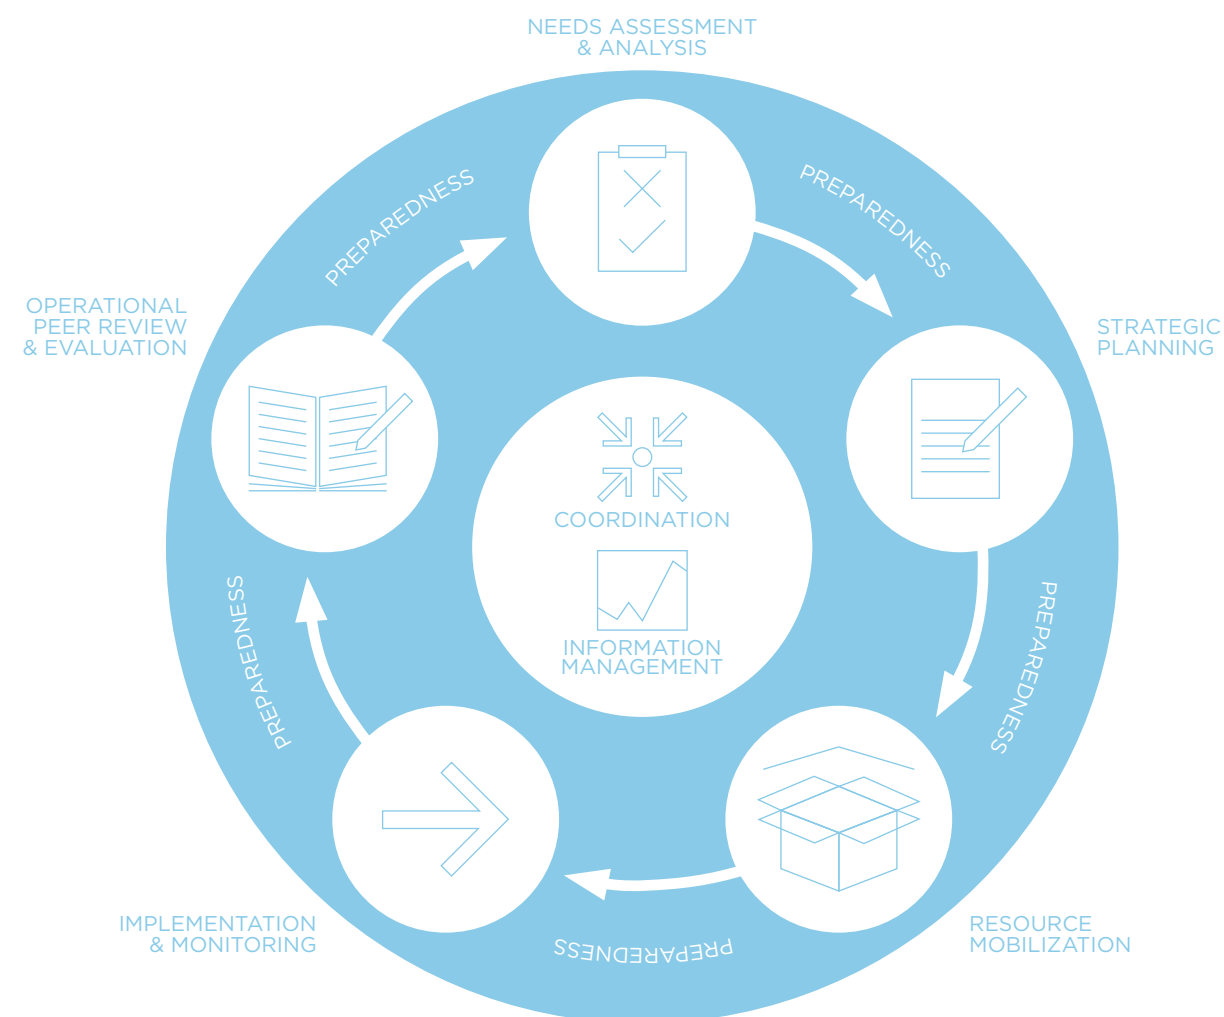 NEEDS ASSESSMENT
& ANALYSIS
PREPAREDNESS
PREPAREDNESS
OPERATIONAL
PEER REVIEW
& EVALUATION
STRATEGIC
PLANNING
COORDINATION
INFORMATION
MANAGEMENT
PREPAREDNESS
PREPAREDNESS
IMPLEMENTATION
& MONITORING
RESOURCE
MOBILIZATION
PREPAREDNESS